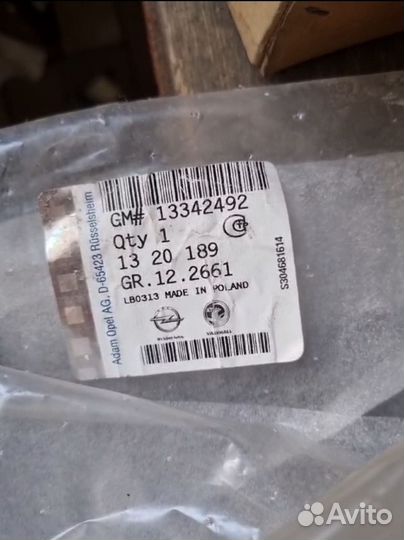 Adam Opel AG. D-65423 Rüsselsheim
GM# 13342492
Qty 1
13 20 189
GR.12.2661
LB0313 MADE IN POLAND
VAUXHALL
S304681614
Avito